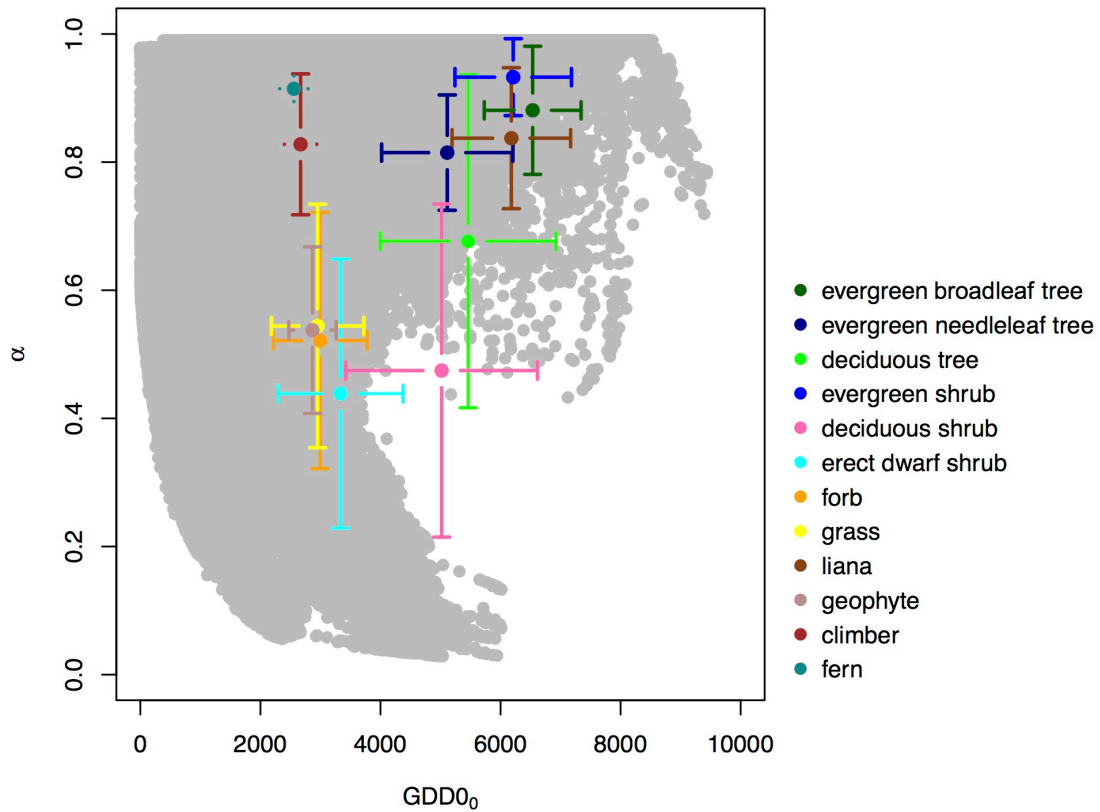 1.0
0.8
0.6
0.4
0.2
0.0
α
0 2000 4000 6000 8000 10000
GDD0₀
evergreen broadleaf tree
evergreen needleleaf tree
deciduous tree
evergreen shrub
deciduous shrub
erect dwarf shrub
forb
grass
liana
geophyte
climber
fern